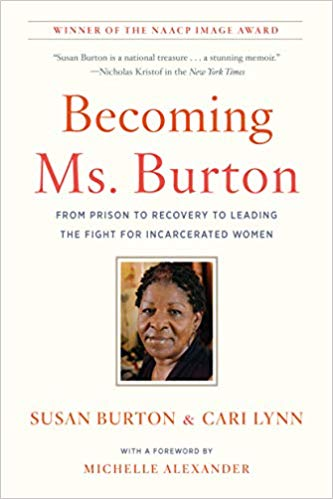 WINNER OF THE NAACP IMAGE AWARD
“Susan Burton is a national treasure . . . a stunning memoir.”
—Nicholas Kristof in the New York Times
Becoming
Ms. Burton
FROM PRISON TO RECOVERY TO LEADING
THE FIGHT FOR INCARCERATED WOMEN
SUSAN BURTON & CARI LYNN
WITH A FOREWORD BY
MICHELLE ALEXANDER